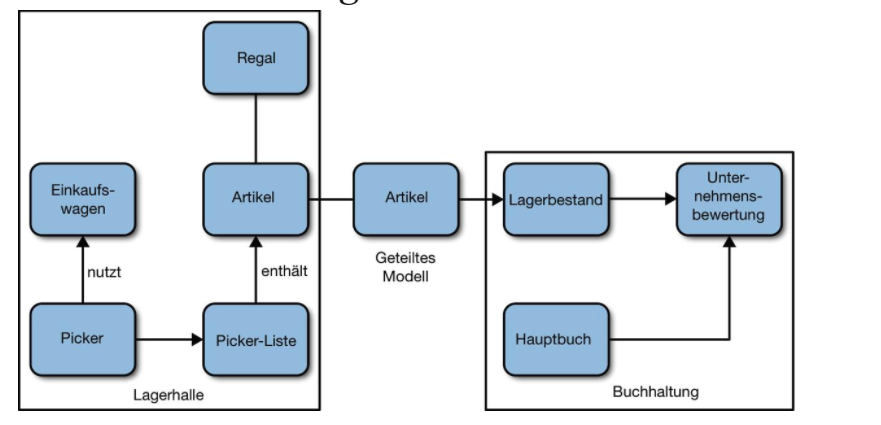 Regal
Einkaufs-
wagen
Artikel
Artikel
Lagerbestand
Unter-
nehmens-
bewertung
nutzt
enthält
Geteiltes
Modell
Picker
Picker-Liste
Hauptbuch
Lagerhalle
Buchhaltung